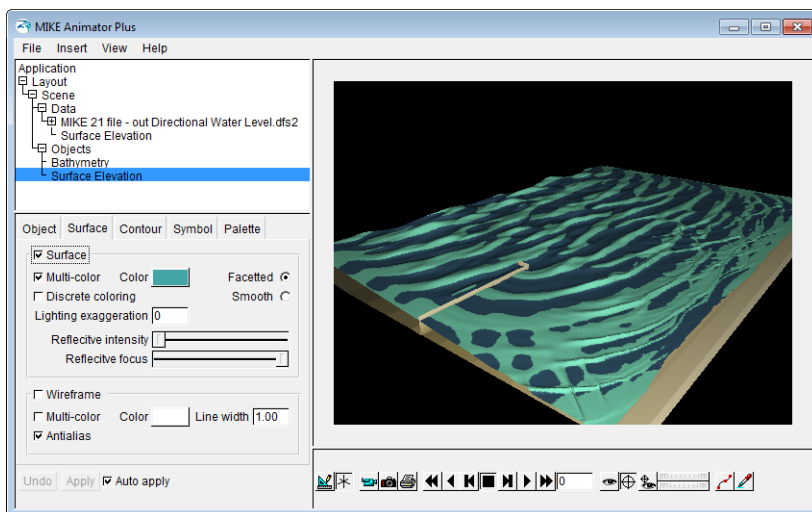 MIKE Animator Plus
File Insert View Help
Application
Layout
Scene
Data
MIKE 21 file - out Directional Water Level.dfs2
Surface Elevation
Objects
Bathymetry
Surface Elevation
Object Surface Contour Symbol Palette
Surface
Multi-color Color Facetted
Discrete coloring Smooth
Lighting exaggeration 0
Reflecitve intensity
Reflecitve focus
Wireframe
Multi-color Color Line width 1.00
Antialias
Undo Apply Auto apply 0